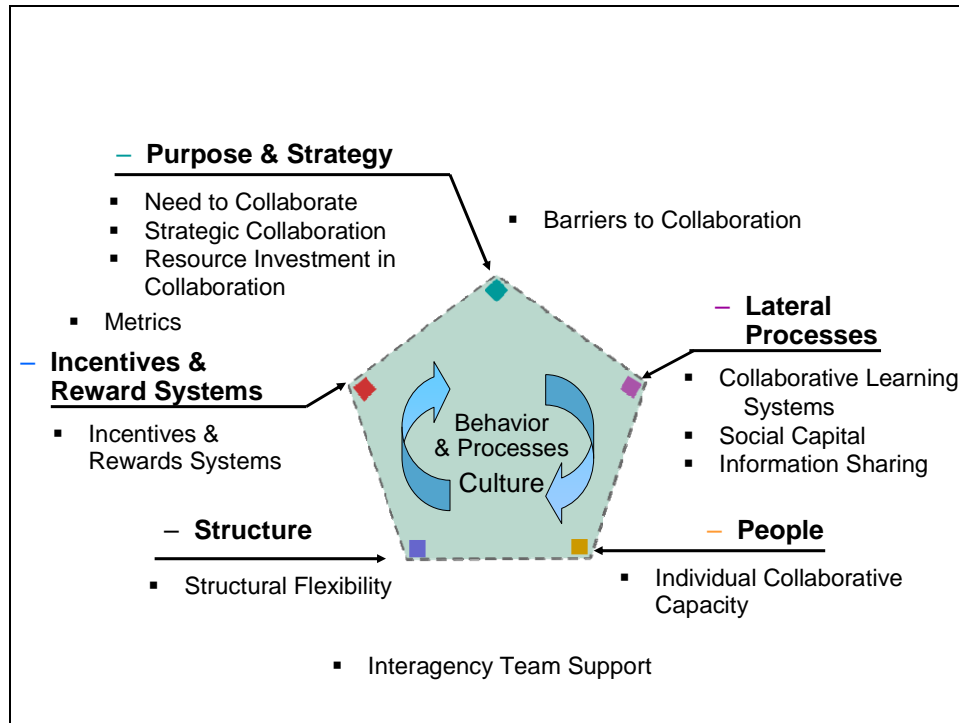 – Purpose & Strategy
▪ Need to Collaborate
▪ Strategic Collaboration
▪ Resource Investment in
Collaboration
▪ Barriers to Collaboration
▪ Metrics
– Lateral
Processes
– Incentives &
Reward Systems
▪ Collaborative Learning
Systems
▪ Social Capital
▪ Information Sharing
▪ Incentives &
Rewards Systems
Behavior
& Processes
Culture
– Structure
▪ Structural Flexibility
– People
▪ Individual Collaborative
Capacity
▪ Interagency Team Support